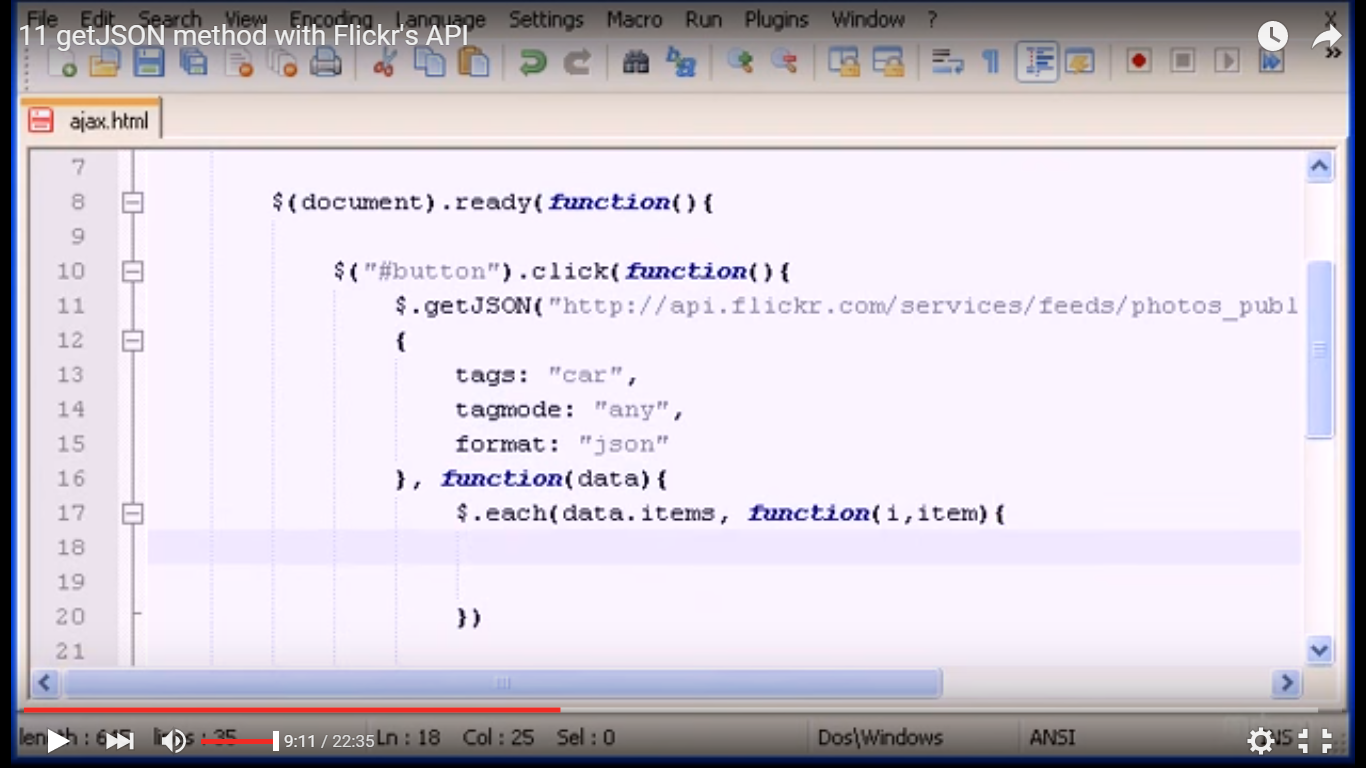 File Edit Search View Encoding Language Settings Macro Run Plugins Window ? X
11 getJSON method with Flickr's API
ajax.html
7
8 $(document).ready(function(){
9
10 $("#button").click(function(){
11 $.getJSON("http://api.flickr.com/services/feeds/photos_publ
12 {
13 tags: "car",
14 tagmode: "any",
15 format: "json"
16 }, function(data){
17 $.each(data.items, function(i,item){
18
19
20 })
21
9:11 / 22:35 Ln : 18 Col : 25 Sel : 0 Dos\Windows ANSI